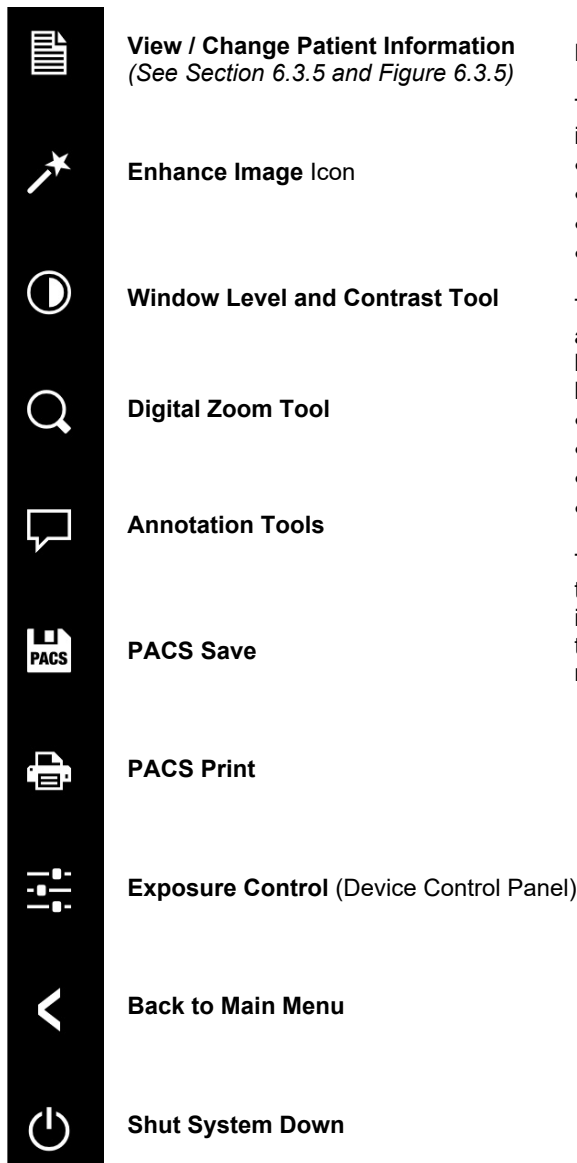 View / Change Patient Information
(See Section 6.3.5 and Figure 6.3.5)
Enhance Image Icon
Window Level and Contrast Tool
Digital Zoom Tool
Annotation Tools
PACS
PACS Save
PACS Print
Exposure Control (Device Control Panel)
Back to Main Menu
Shut System Down